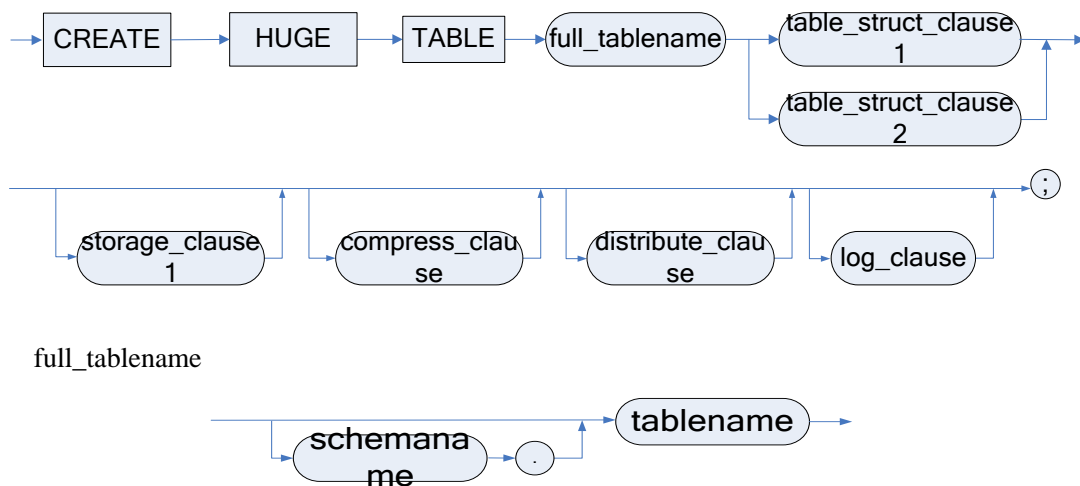 CREATE HUGE TABLE full_tablename table_struct_clause
1
table_struct_clause
2
;
storage_clause compress_clau distribute_clau log_clause
1 se se
full_tablename
tablename
schemana .
me